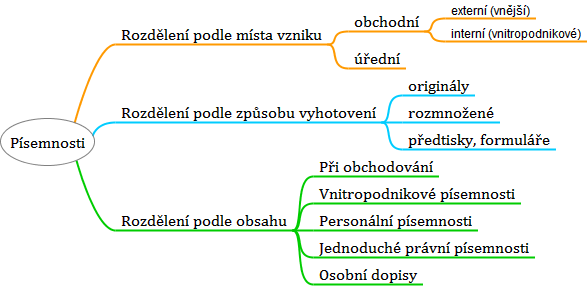 Písemnosti
Rozdělení podle místa vzniku
obchodní
externí (vnější)
interní (vnitropodnikové)
úřední
Rozdělení podle způsobu vyhotovení
originály
rozmnožené
předtisky, formuláře
Rozdělení podle obsahu
Při obchodování
Vnitropodnikové písemnosti
Personální písemnosti
Jednoduché právní písemnosti
Osobní dopisy